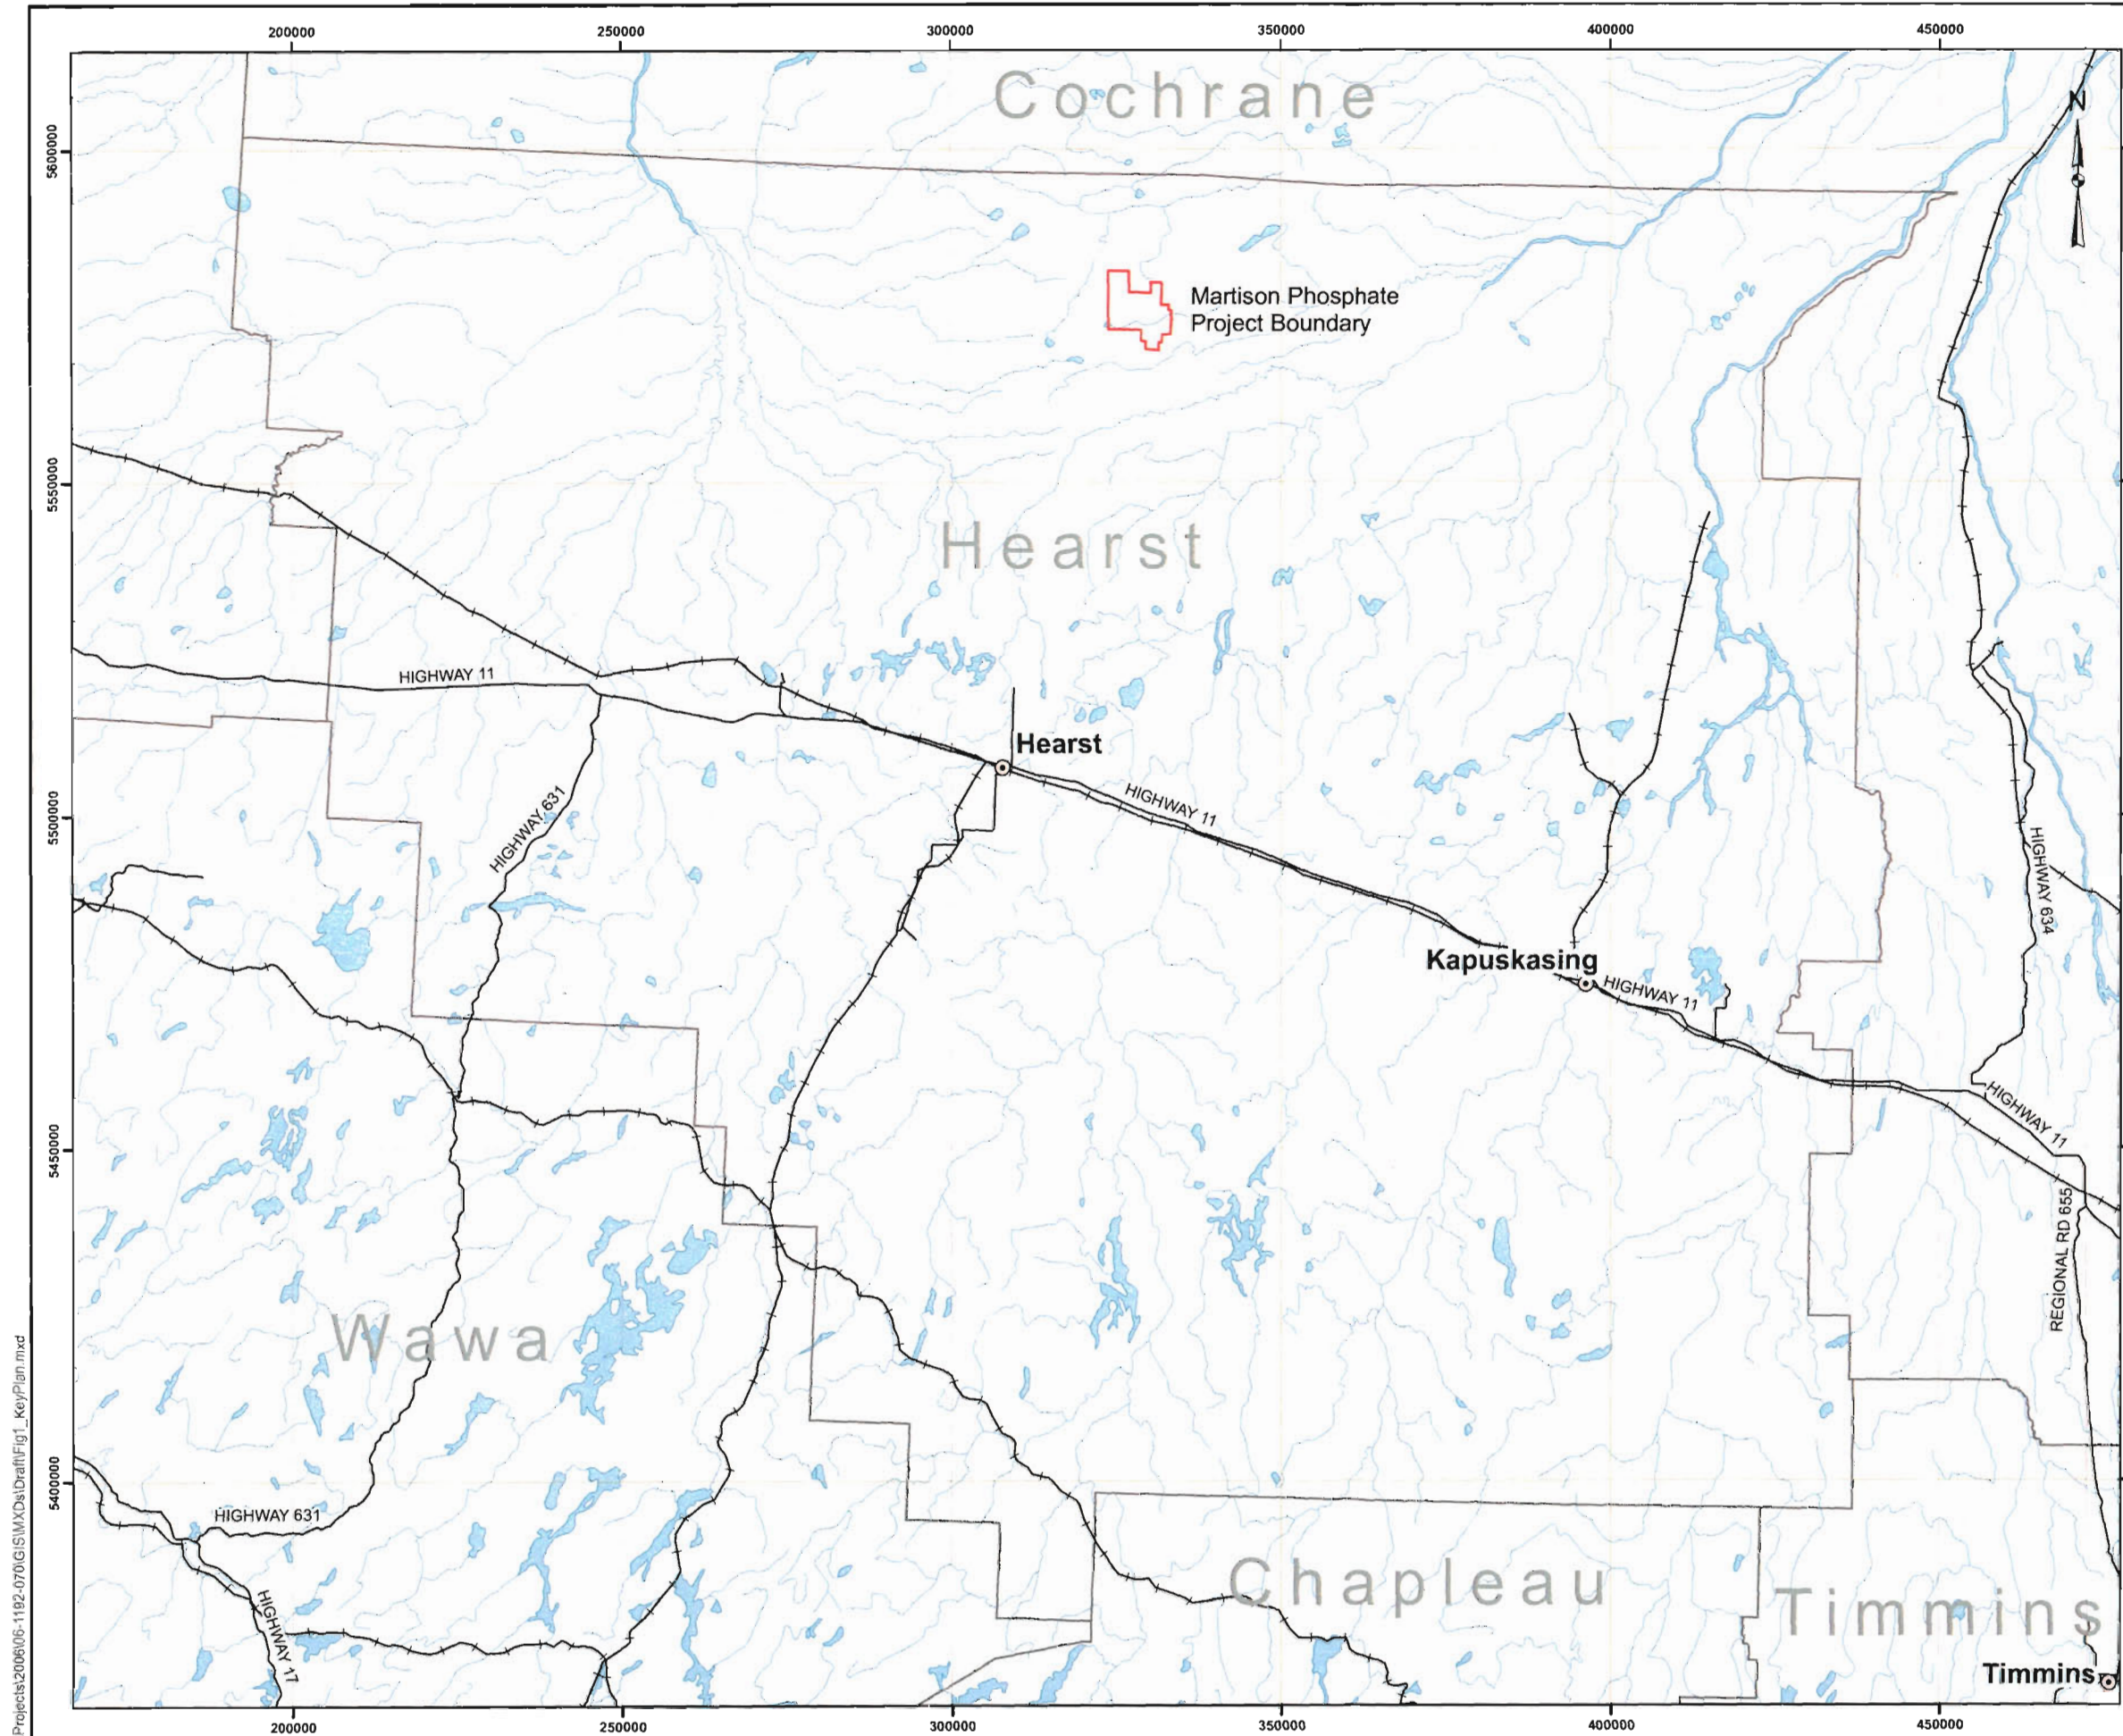 200000 250000 300000 350000 400000 450000
Cochrane
N
5600000
Martison Phosphate
Project Boundary
5550000
Hearst
HIGHWAY 11
Hearst
HIGHWAY 11
HIGHWAY 631
5500000
HIGHWAY 634
Kapuskasing
HIGHWAY 11
HIGHWAY 11
5450000
REGIONAL RD 655
Wawa
5400000
HIGHWAY 631
Chapleau
Timmins
HIGHWAY 17
Timmins
200000 250000 300000 350000 400000 450000
Projects\2006\06-1192-070\GIS\MXDs\Draft\Fig1_KeyPlan.mxd